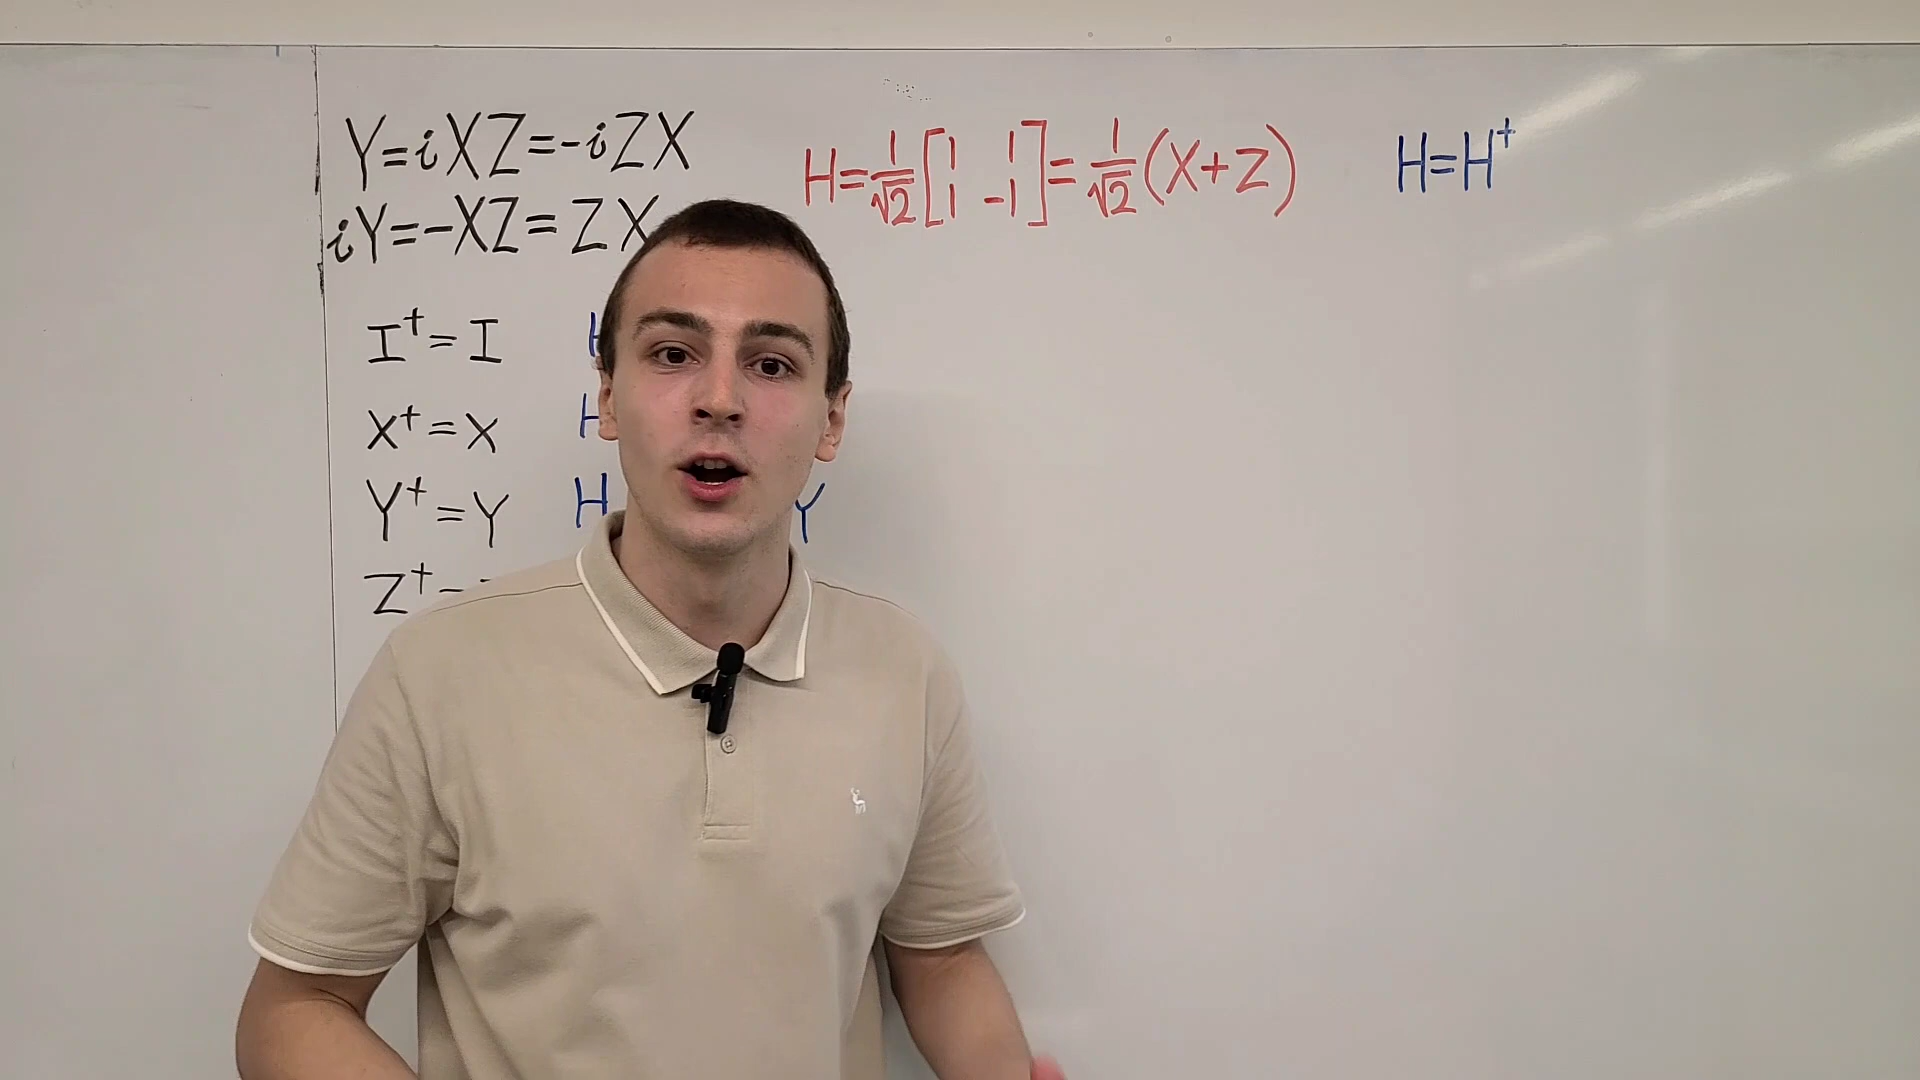 Y=iXZ=-iZX
iY=-XZ=ZX
I†=I H
X†=X H
Y†=Y H Y
Z†=
H=1/√2[1 1 1 -1]=1/√2(X+Z)
H=H†